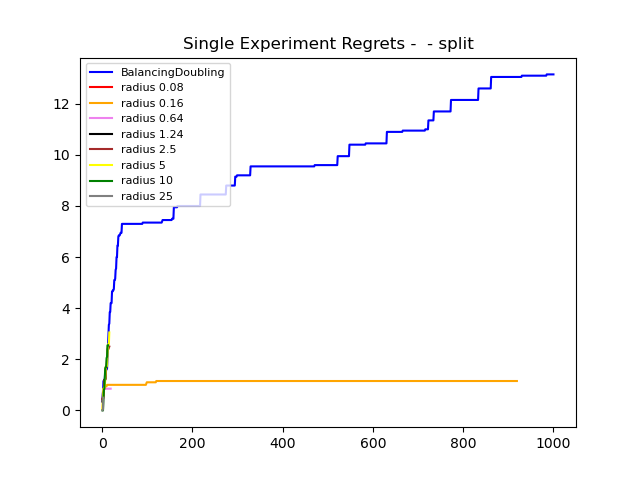 Single Experiment Regrets -  - split
BalancingDoubling
radius 0.08
radius 0.16
radius 0.64
radius 1.24
radius 2.5
radius 5
radius 10
radius 25
12
10
8
6
4
2
0
0 200 400 600 800 1000